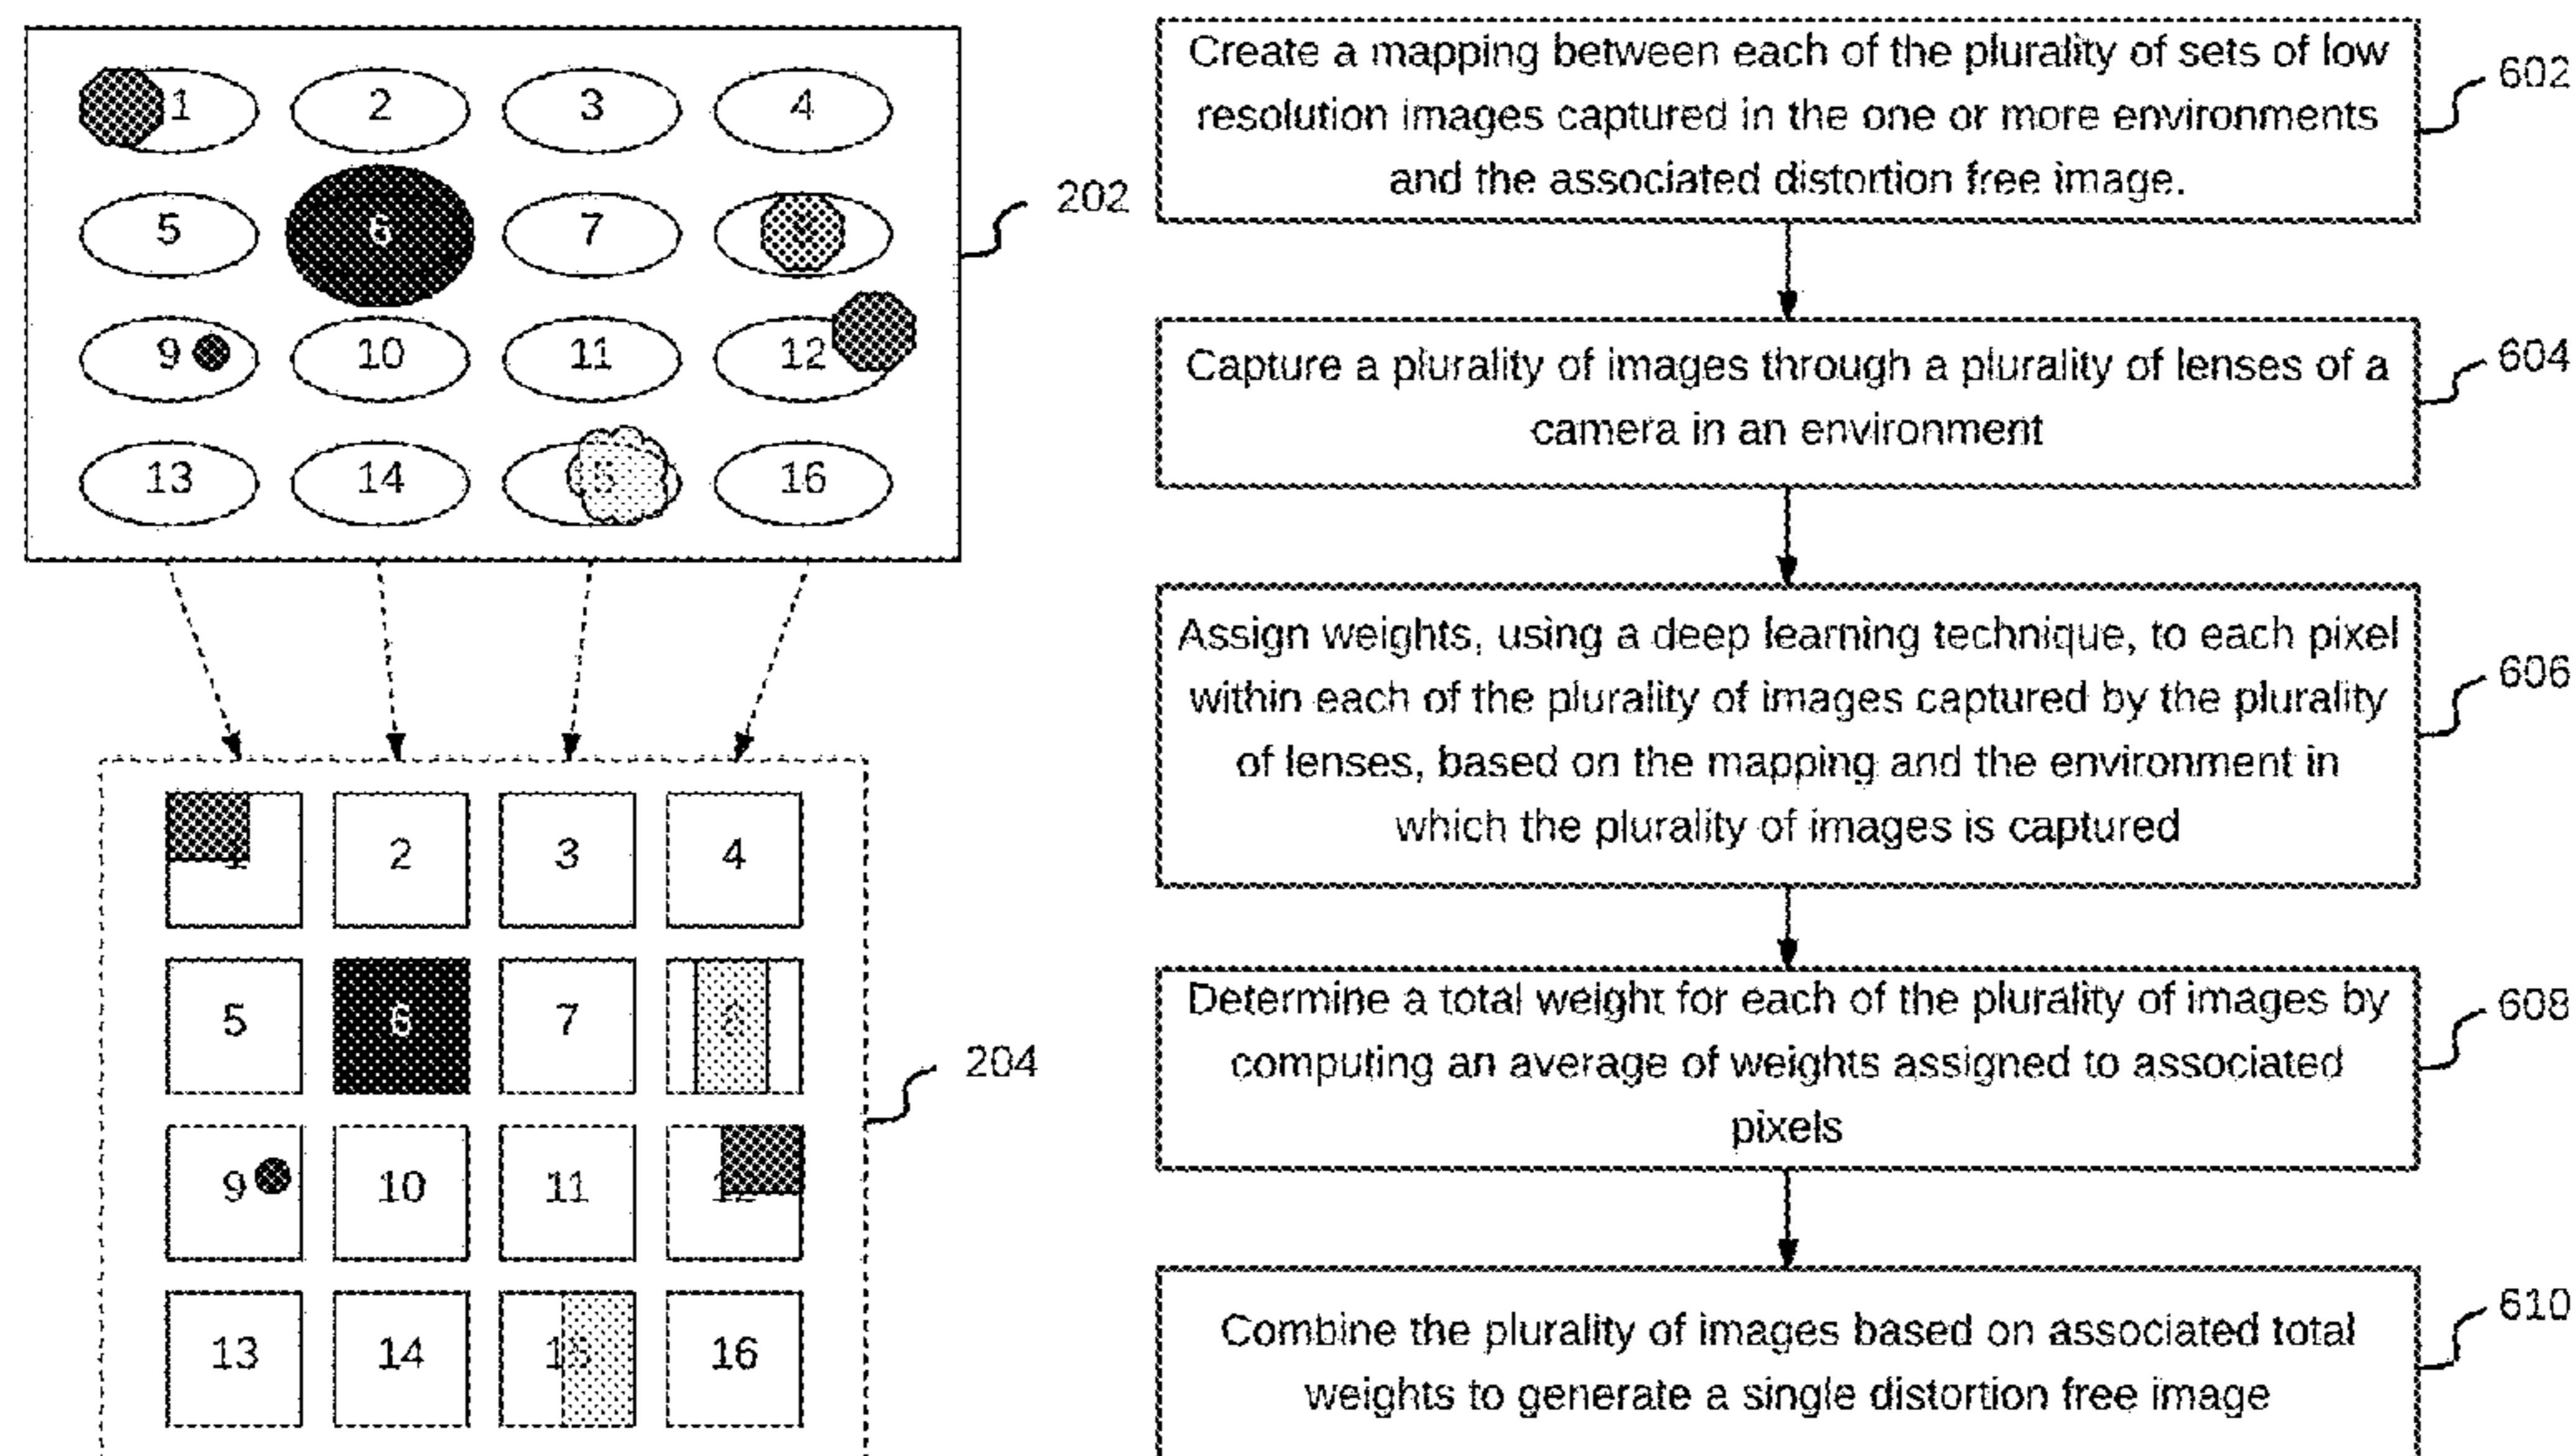 1 2 3 4
5 6 7
202
9 10 11 12
13 14 16
2 3 4
5 6 7 8
204
9 10 11
13 14 15 16
Create a mapping between each of the plurality of sets of low
resolution images captured in the one or more environments
and the associated distortion free image.
602
Capture a plurality of images through a plurality of lenses of a
camera in an environment
604
Assign weights, using a deep learning technique, to each pixel
within each of the plurality of images captured by the plurality
of lenses, based on the mapping and the environment in
which the plurality of images is captured
606
Determine a total weight for each of the plurality of images by
computing an average of weights assigned to associated
pixels
608
Combine the plurality of images based on associated total
weights to generate a single distortion free image
610